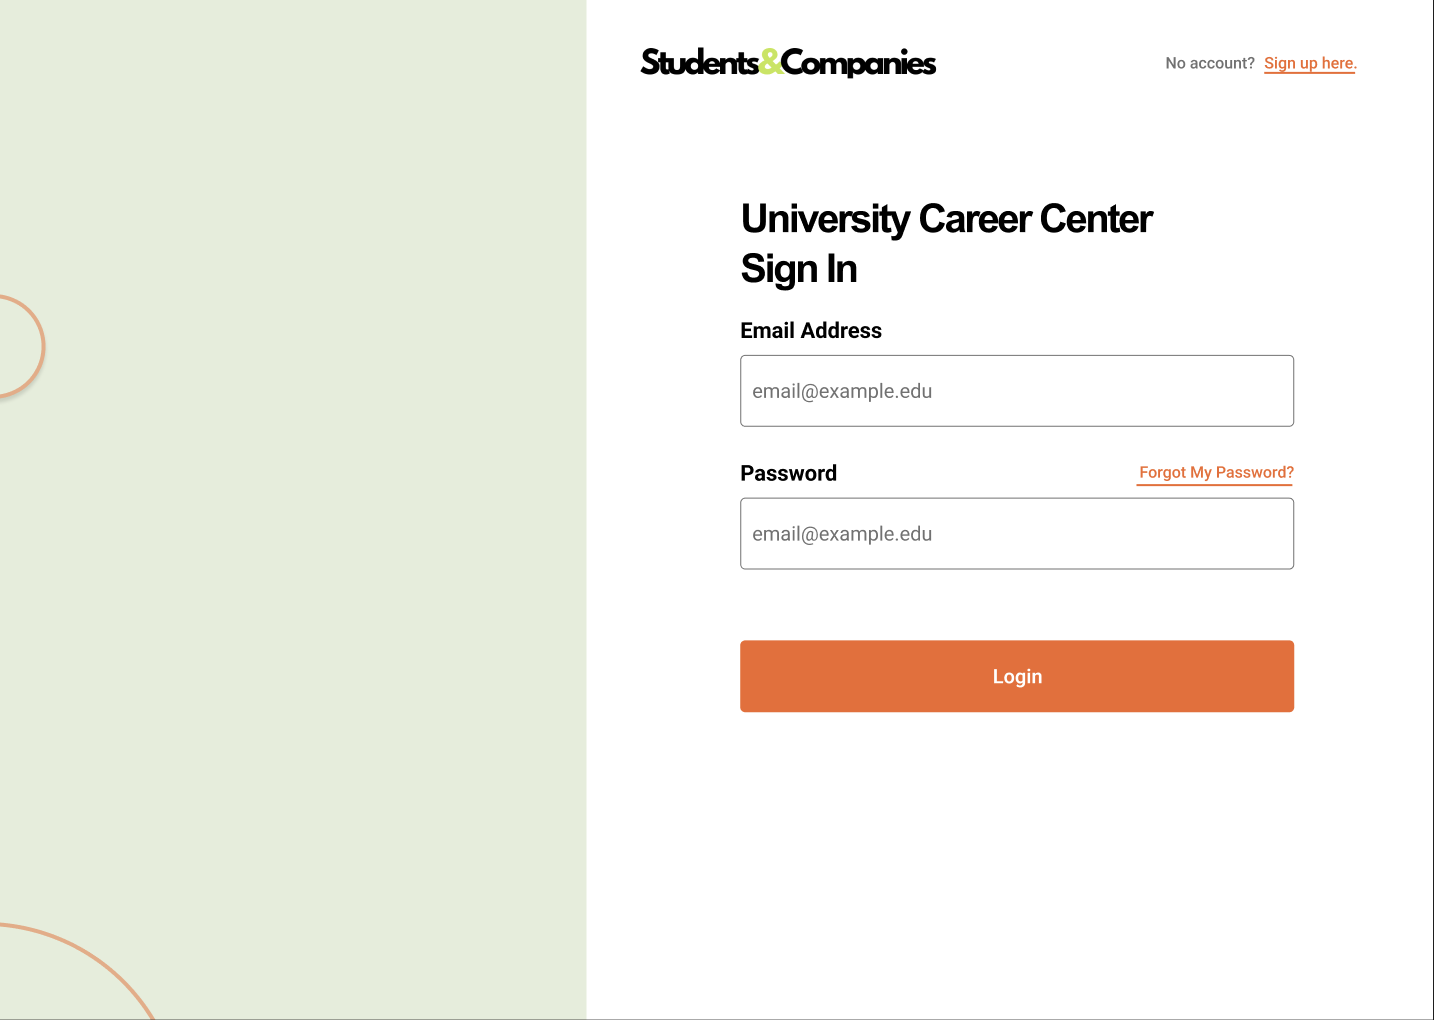 Students&Companies
No account? Sign up here.
University Career Center
Sign In
Email Address
email@example.edu
Password
Forgot My Password?
email@example.edu
Login